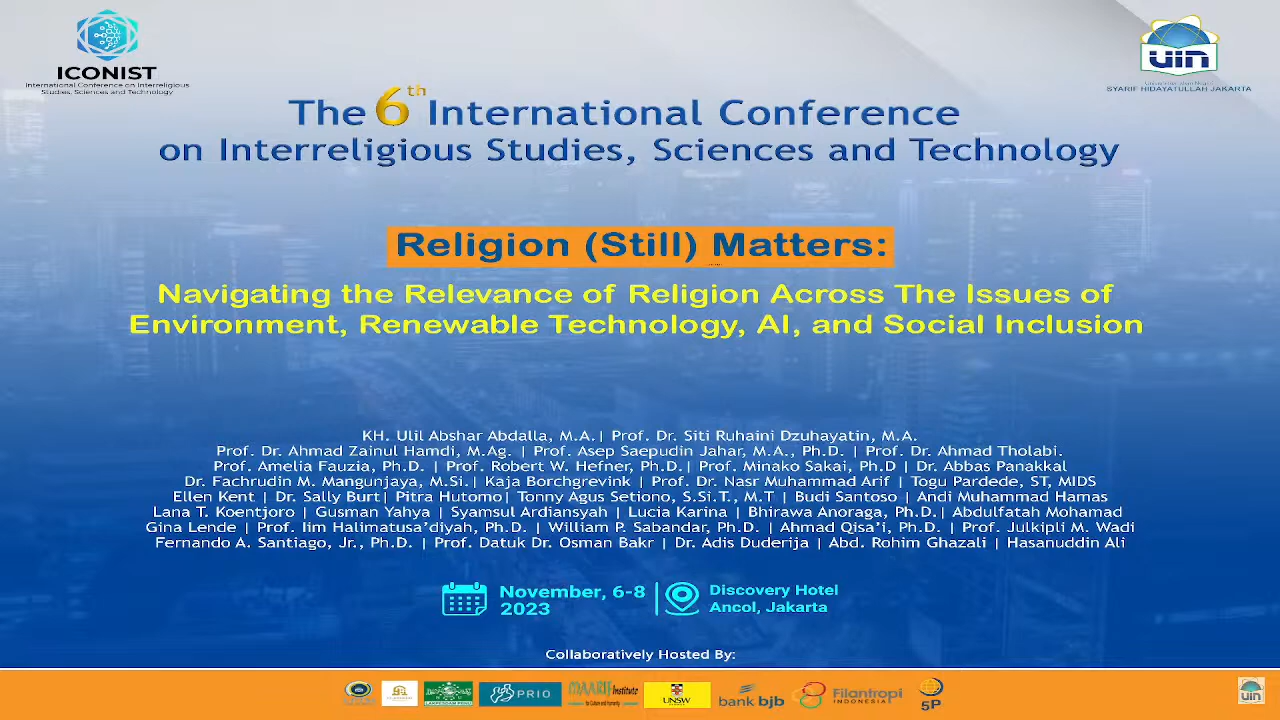 ICONIST
International Conference on Interreligious
Studies, Sciences and Technology
uin
SYARIF HIDAYATULLAH JAKARTA
The 6th International Conference
on Interreligious Studies, Sciences and Technology
Religion (Still) Matters:
Navigating the Relevance of Religion Across The Issues of
Environment, Renewable Technology, AI, and Social Inclusion
KH. Ulil Abshar Abdalla, M.A.| Prof. Dr. Siti Ruhaini Dzuhayatin, M.A.
Prof. Dr. Ahmad Zainul Hamdi, M.Ag. | Prof. Asep Saepudin Jahar, M.A., Ph.D. | Prof. Dr. Ahmad Tholabi.
Prof. Amelia Fauzia, Ph.D. | Prof. Robert W. Hefner, Ph.D.| Prof. Minako Sakai, Ph.D | Dr. Abbas Panakkal
Dr. Fachrudin M. Mangunjaya, M.Si.| Kaja Borchgrevink | Prof. Dr. Nasr Muhammad Arif | Togu Pardede, ST, MIDS
Ellen Kent | Dr. Sally Burt| Pitra Hutomo| Tonny Agus Setiono, S.Si.T., M.T | Budi Santoso | Andi Muhammad Hamas
Lana T. Koentjoro | Gusman Yahya | Syamsul Ardiansyah | Lucia Karina | Bhirawa Anoraga, Ph.D.| Abdulfatah Mohamad
Gina Lende | Prof. Iim Halimatusa'diyah, Ph.D. | William P. Sabandar, Ph.D. | Ahmad Qisa'i, Ph.D. | Prof. Julkipli M. Wadi
Fernando A. Santiago, Jr., Ph.D. | Prof. Datuk Dr. Osman Bakr | Dr. Adis Duderija | Abd. Rohim Ghazali | Hasanuddin Ali
November, 6-8
2023
Discovery Hotel
Ancol, Jakarta
Collaboratively Hosted By:
LAKPESDAM PBNU
PRIO
MAARIF Institute
for Culture and Humanity
UNSW
bank bjb
Filantropi
INDONESIA
5P
uin